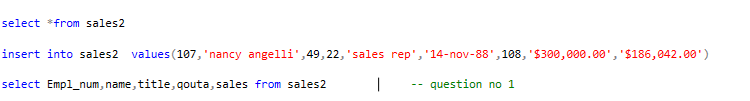 select *from sales2
insert into sales2  values(107,'nancy angelli',49,22,'sales rep','14-nov-88',108,'$300,000.00','$186,042.00')
select Empl_num,name,title,qouta,sales from sales2 -- question no 1